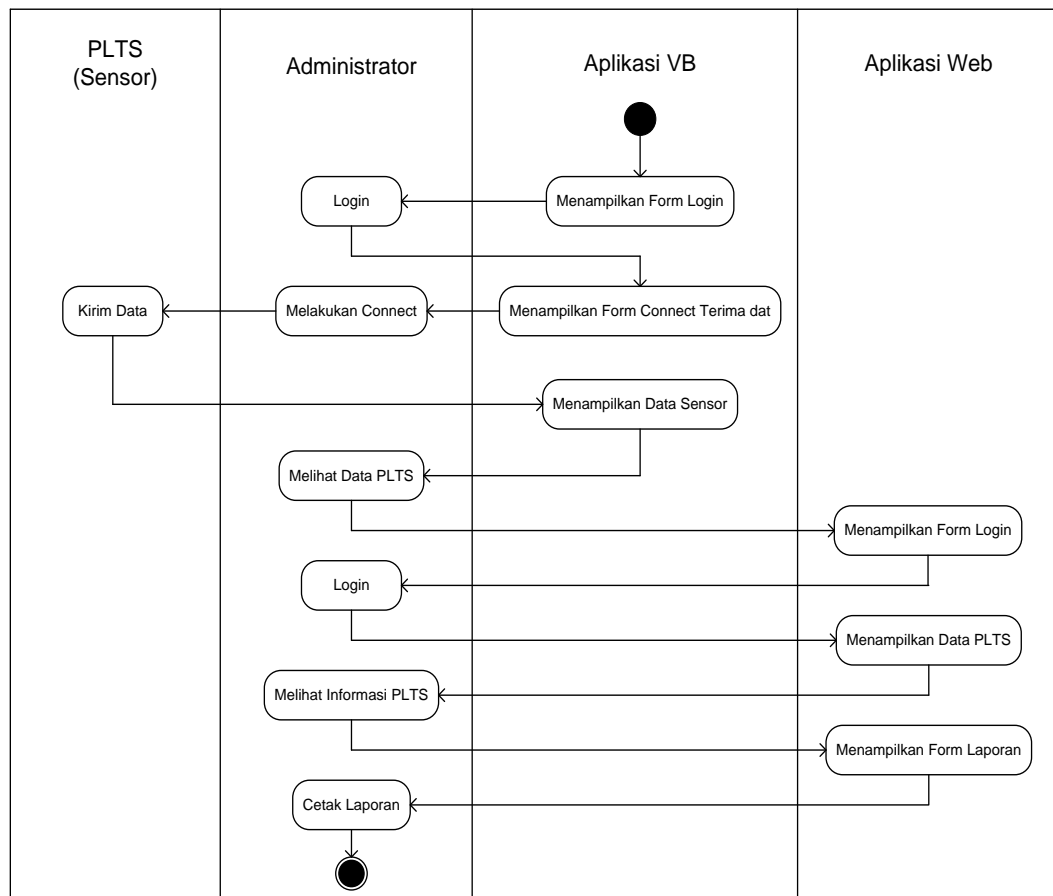 PLTS
(Sensor)
Administrator
Aplikasi VB
Aplikasi Web
Menampilkan Form Login
Login
Menampilkan Form Connect Terima dat
Melakukan Connect
Kirim Data
Menampilkan Data Sensor
Melihat Data PLTS
Menampilkan Form Login
Login
Menampilkan Data PLTS
Melihat Informasi PLTS
Menampilkan Form Laporan
Cetak Laporan